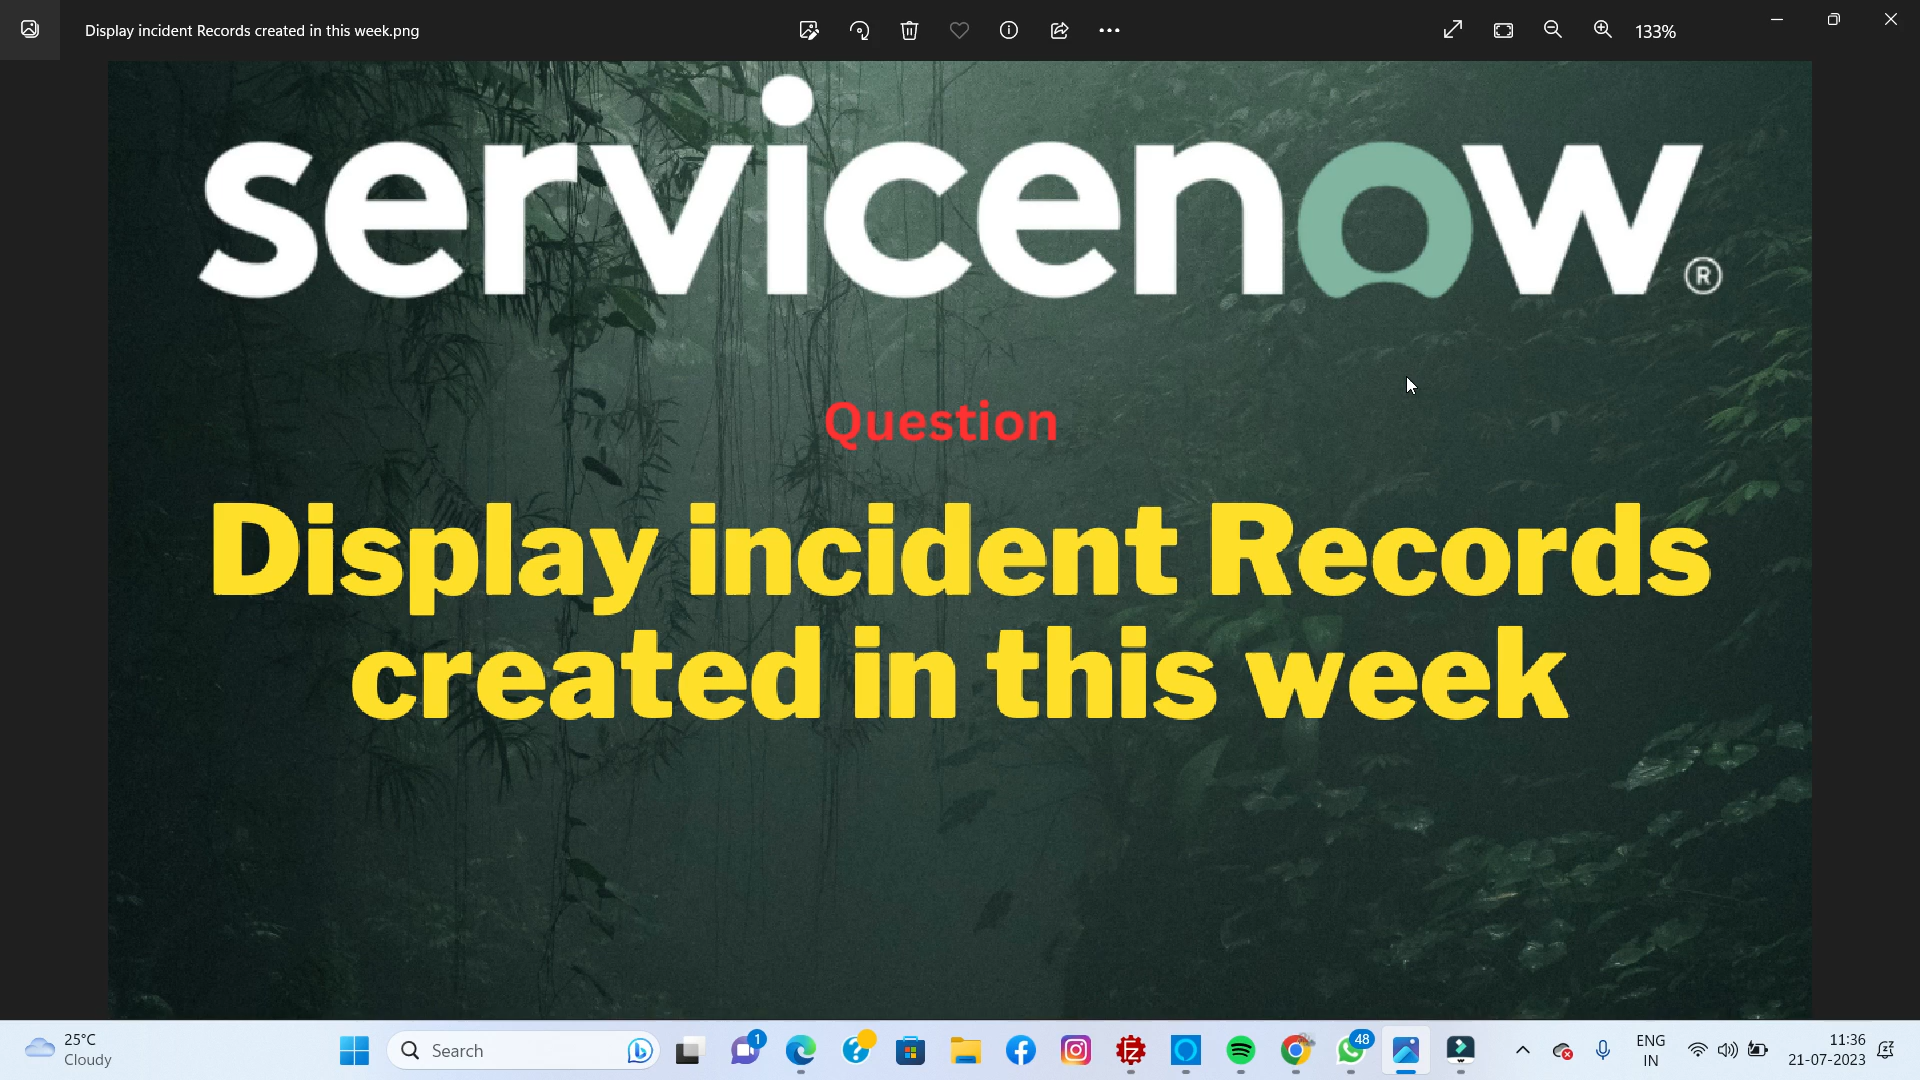 Display incident Records created in this week.png
133%
servicenow®
Question
Display incident Records
created in this week
25°C
Cloudy
Search
1
48
ENG
IN
11:36
21-07-2023